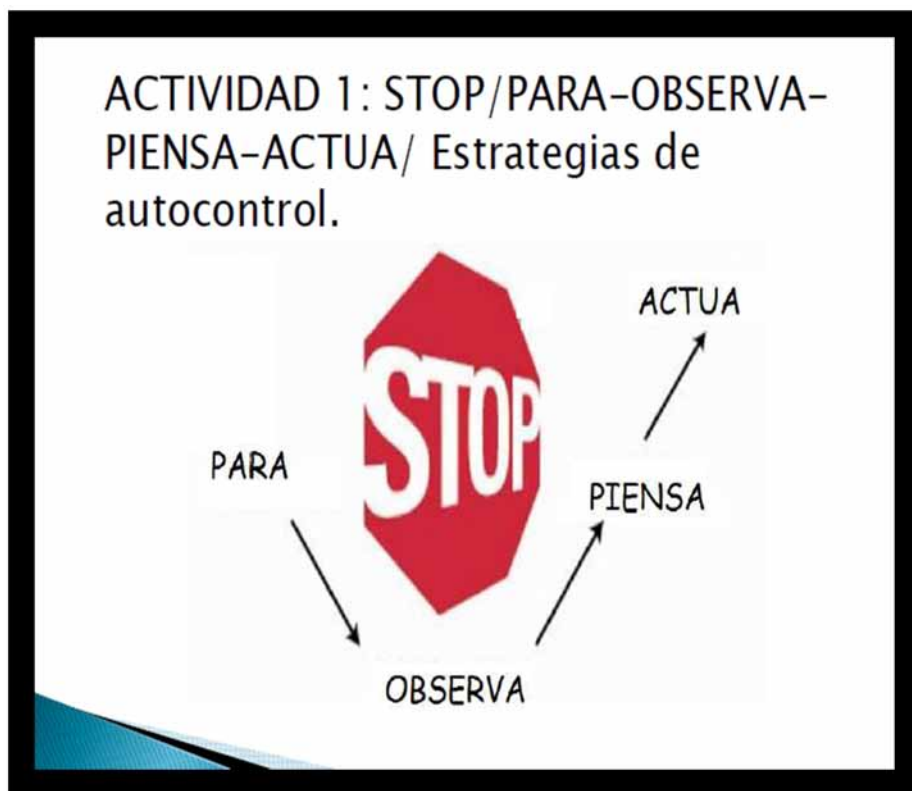 ACTIVIDAD 1: STOP/PARA-OBSERVA-
PIENSA-ACTUA/ Estrategias de
autocontrol.
STOP
PARA
OBSERVA
PIENSA
ACTUA